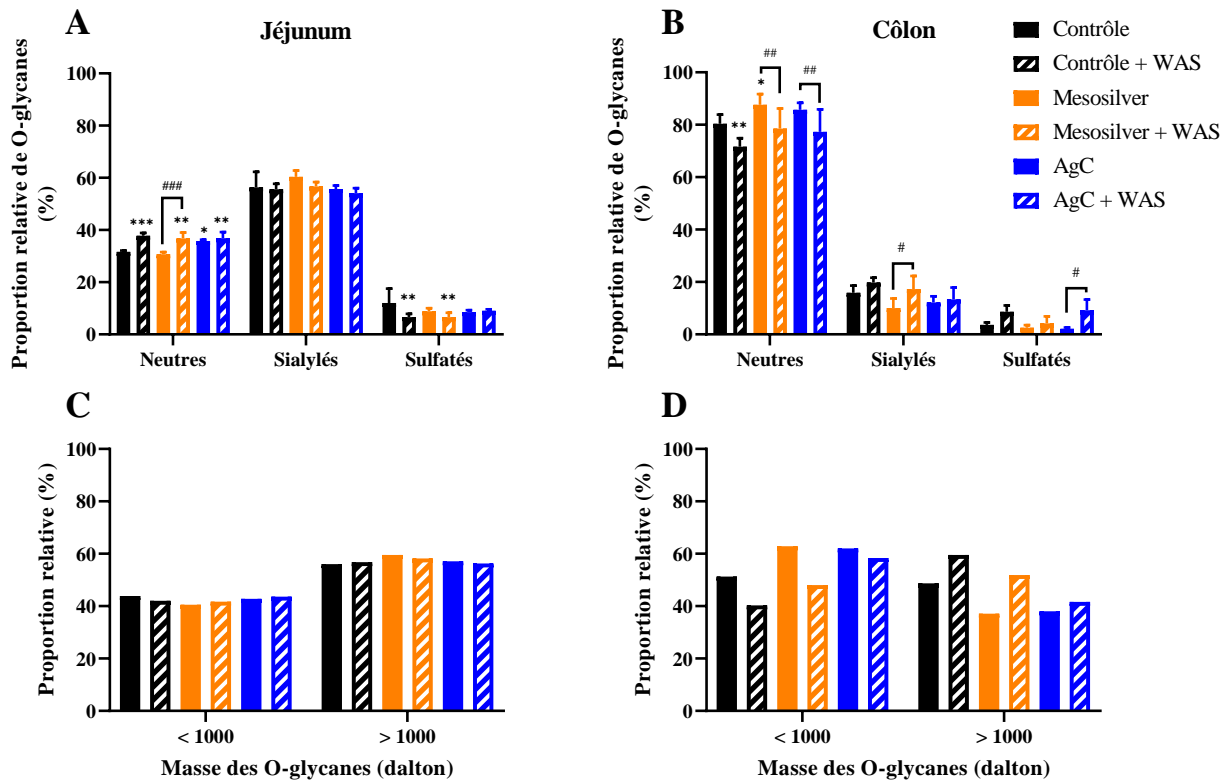 A
Jéjunum
Proportion relative de O-glycanes
(%)
100
80
60
40
20
0
***
###
**
*
**
**
**
Neutres
Sialylés
Sulfatés
B
Côlon
Proportion relative de O-glycanes
(%)
100
80
60
40
20
0
**
*
##
##
#
#
Neutres
Sialylés
Sulfatés
Contrôle
Contrôle + WAS
Mesosilver
Mesosilver + WAS
AgC
AgC + WAS
C
Proportion relative (%)
100
80
60
40
20
0
< 1000
> 1000
Masse des O-glycanes (dalton)
D
Proportion relative (%)
100
80
60
40
20
0
< 1000
> 1000
Masse des O-glycanes (dalton)